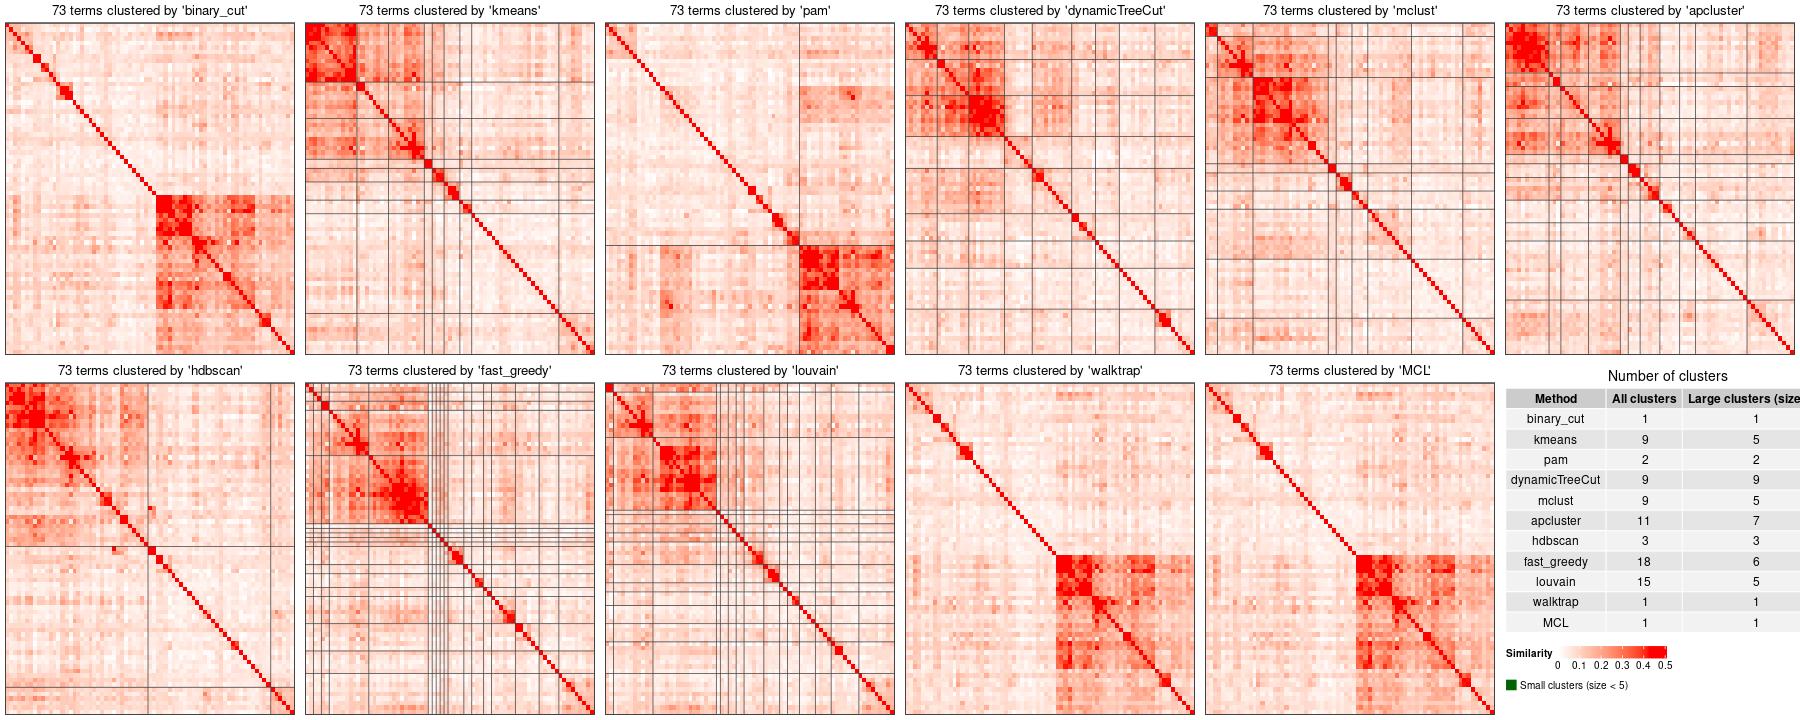 73 terms clustered by 'binary_cut'
73 terms clustered by 'kmeans'
73 terms clustered by 'pam'
73 terms clustered by 'dynamicTreeCut'
73 terms clustered by 'mclust'
73 terms clustered by 'apcluster'
73 terms clustered by 'hdbscan'
73 terms clustered by 'fast_greedy'
73 terms clustered by 'louvain'
73 terms clustered by 'walktrap'
73 terms clustered by 'MCL'
Number of clusters
Method All clusters Large clusters (size
binary_cut 1 1
kmeans 9 5
pam 2 2
dynamicTreeCut 9 9
mclust 9 5
apcluster 11 7
hdbscan 3 3
fast_greedy 18 6
louvain 15 5
walktrap 1 1
MCL 1 1
Similarity
0 0.1 0.2 0.3 0.4 0.5
Small clusters (size < 5)